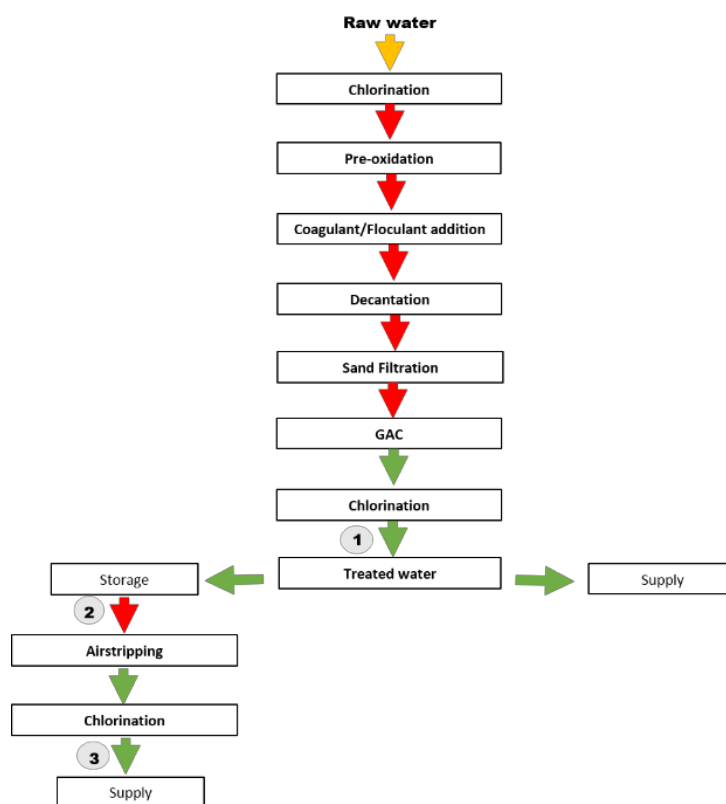 Raw water
Chlorination
Pre-oxidation
Coagulant/Floculant addition
Decantation
Sand Filtration
GAC
Chlorination
1
Treated water
Storage
Supply
2
Airstripping
Chlorination
3
Supply